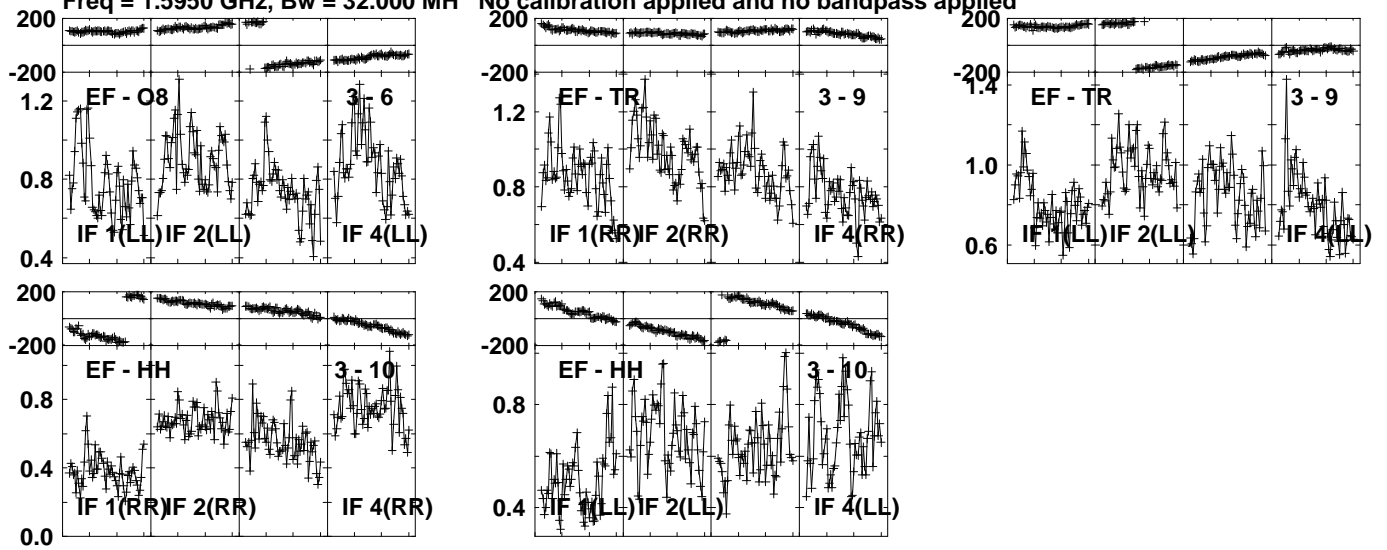 Freq = 1.5950 GHz, Bw = 32.000 MH No calibration applied and no bandpass applied
200
-200
EF - O8 3 - 6
1.2
0.8
0.4
IF 1(LL) IF 2(LL) IF 4(LL)
200
-200
EF - TR 3 - 9
1.2
0.8
0.4
IF 1(RR) IF 2(RR) IF 4(RR)
200
-200
1.4
EF - TR 3 - 9
1.0
0.6
IF 1(LL) IF 2(LL) IF 4(LL)
200
-200
EF - HH 3 - 10
0.8
0.4
0.0
IF 1(RR) IF 2(RR) IF 4(RR)
200
-200
EF - HH 3 - 10
0.8
0.4
IF 1(LL) IF 2(LL) IF 4(LL)